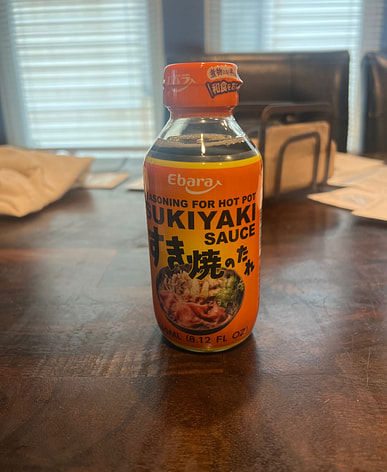 Ebara
SEASONING FOR HOT POT
SUKIYAKI
SAUCE
すき焼のたれ
(8.12 FL OZ)